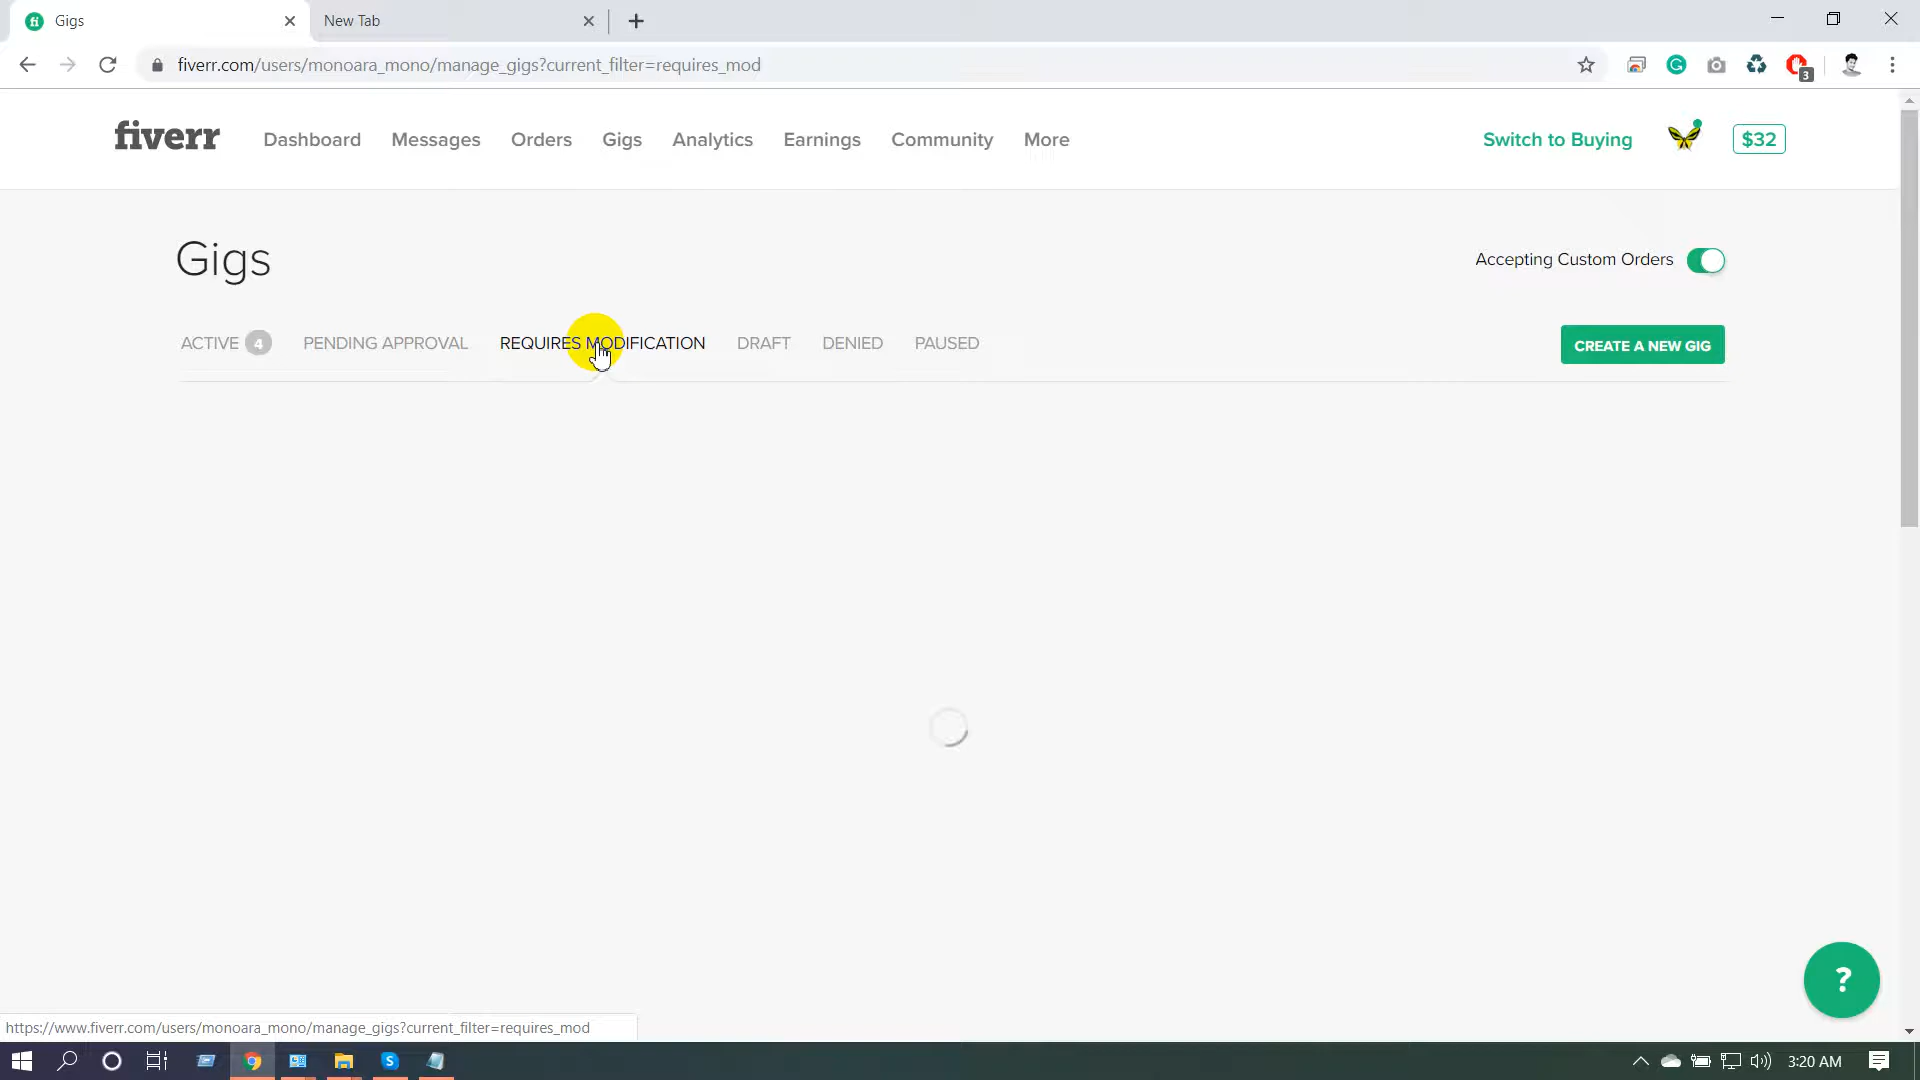 Gigs
New Tab
fiverr.com/users/monoara_mono/manage_gigs?current_filter=requires_mod
3
fiverr Dashboard Messages Orders Gigs Analytics Earnings Community More Switch to Buying $32
Gigs
Accepting Custom Orders
ACTIVE 4 PENDING APPROVAL REQUIRES MODIFICATION DRAFT DENIED PAUSED CREATE A NEW GIG
?
https://www.fiverr.com/users/monoara_mono/manage_gigs?current_filter=requires_mod
3:20 AM